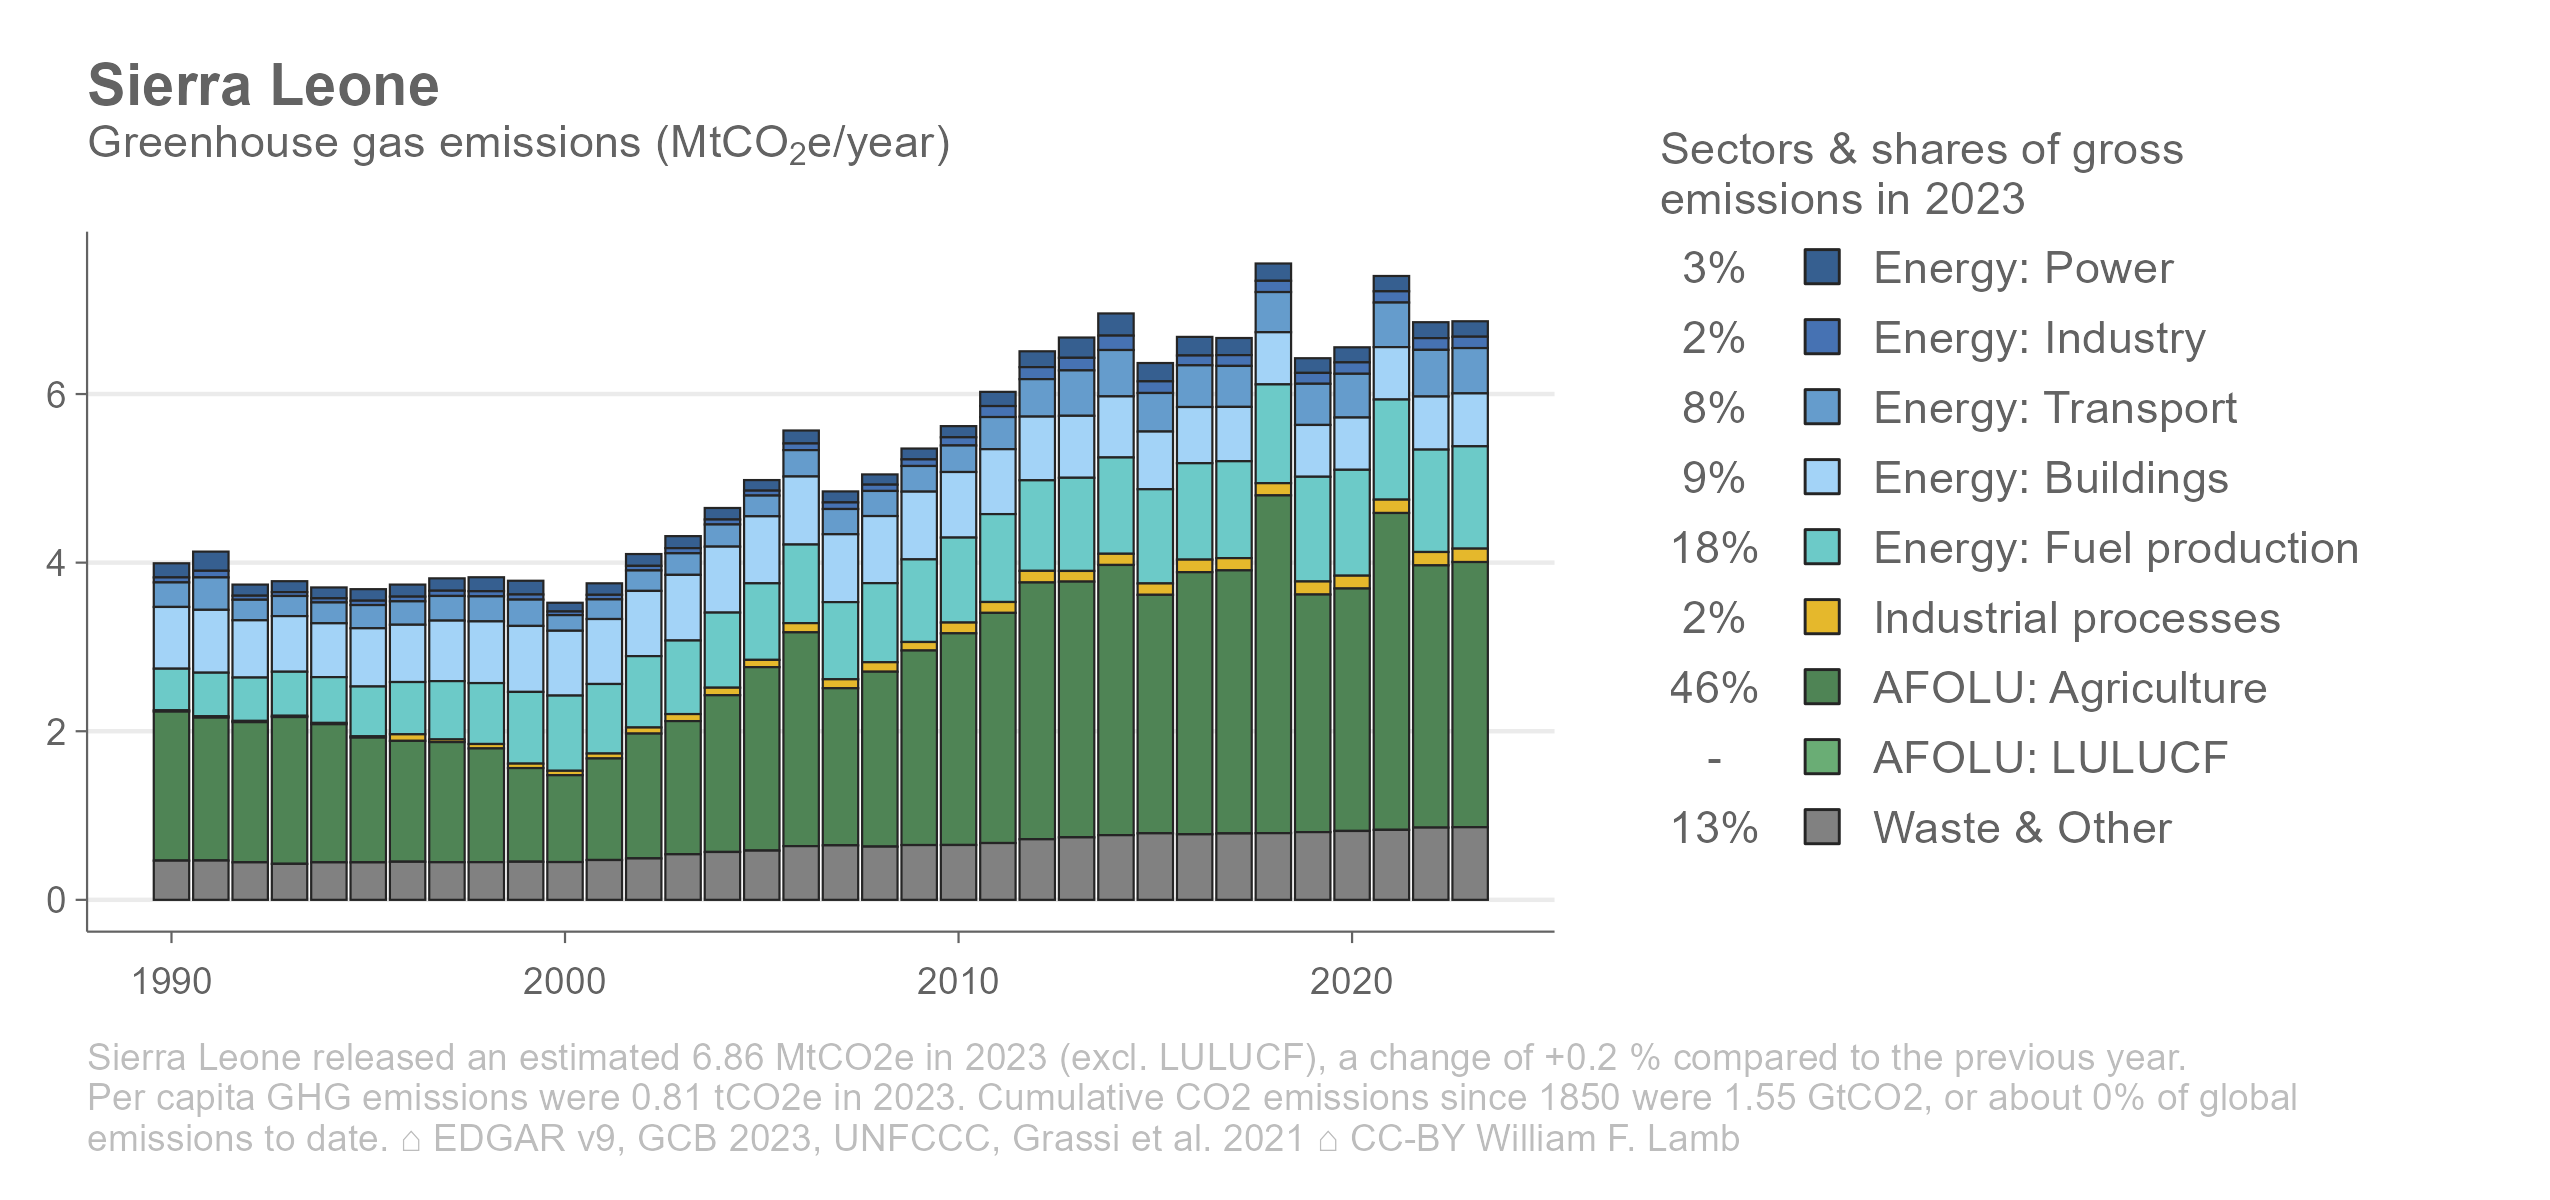 Sierra Leone
Greenhouse gas emissions (MtCO₂e/year)
Sectors & shares of gross
emissions in 2023
3% Energy: Power
2% Energy: Industry
8% Energy: Transport
9% Energy: Buildings
18% Energy: Fuel production
2% Industrial processes
46% AFOLU: Agriculture
- AFOLU: LULUCF
13% Waste & Other
6
4
2
0
1990 2000 2010 2020
Sierra Leone released an estimated 6.86 MtCO2e in 2023 (excl. LULUCF), a change of +0.2 % compared to the previous year.
Per capita GHG emissions were 0.81 tCO2e in 2023. Cumulative CO2 emissions since 1850 were 1.55 GtCO2, or about 0% of global
emissions to date. ⌂ EDGAR v9, GCB 2023, UNFCCC, Grassi et al. 2021 ⌂ CC-BY William F. Lamb